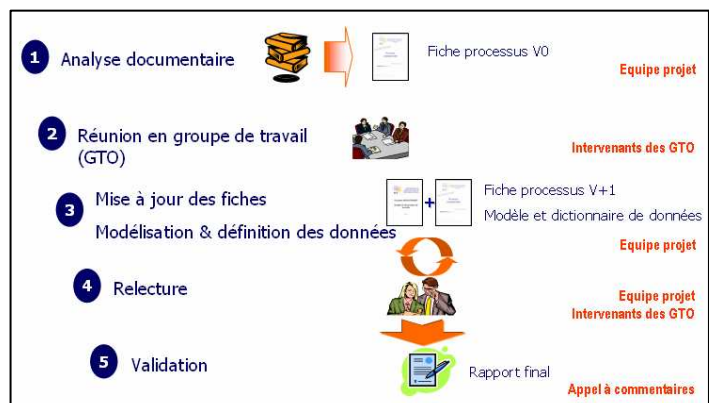 1 Analyse documentaire
Fiche processus V0
Equipe projet
2 Réunion en groupe de travail
(GTO)
Intervenants des GTO
3 Mise à jour des fiches
Modélisation & définition des données
+
Fiche processus V+1
Modèle et dictionnaire de données
Equipe projet
4 Relecture
Equipe projet
Intervenants des GTO
5 Validation
Rapport final
Appel à commentaires